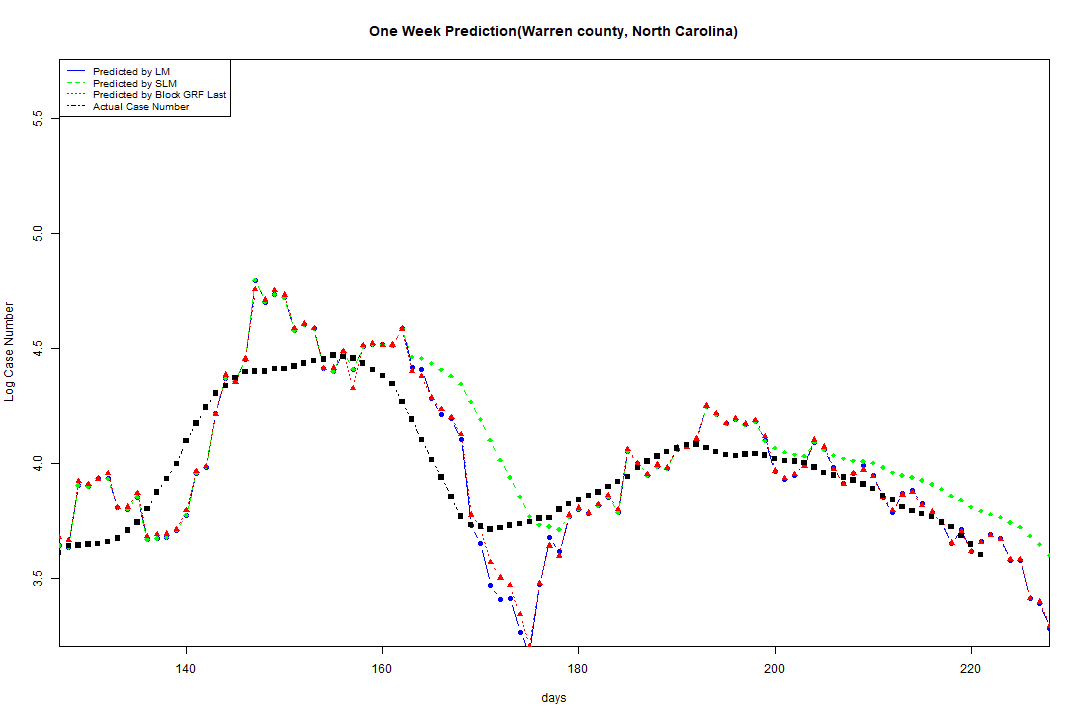 One Week Prediction(Warren county, North Carolina)
Predicted by LM
Predicted by SLM
Predicted by Block GRF Last
Actual Case Number
Log Case Number
5.5
5.0
4.5
4.0
3.5
140 160 180 200 220
days